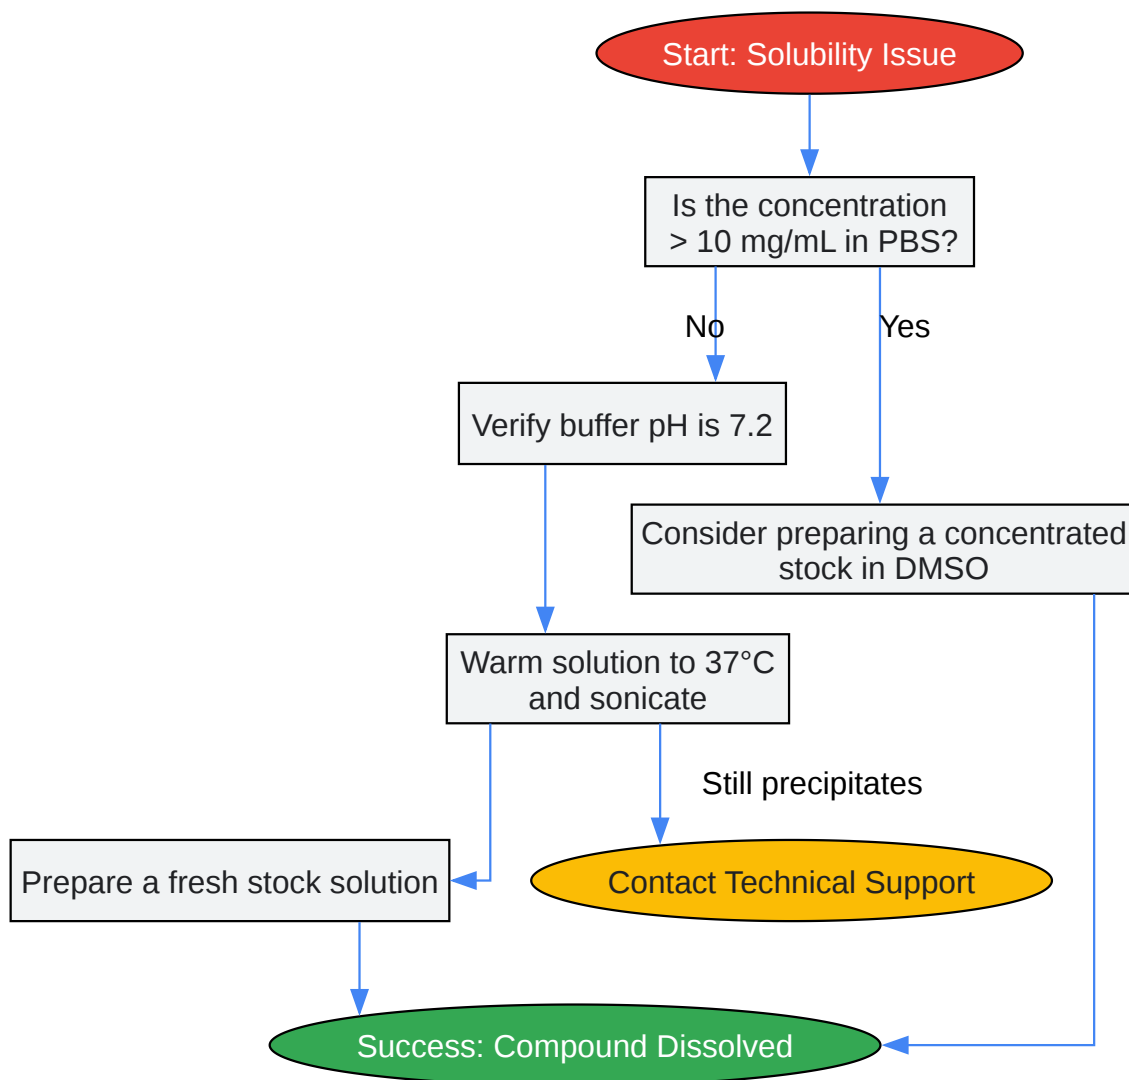 Start: Solubility Issue
Is the concentration
> 10 mg/mL in PBS?
No
Yes
Verify buffer pH is 7.2
Consider preparing a concentrated
stock in DMSO
Warm solution to 37°C
and sonicate
Still precipitates
Prepare a fresh stock solution
Contact Technical Support
Success: Compound Dissolved